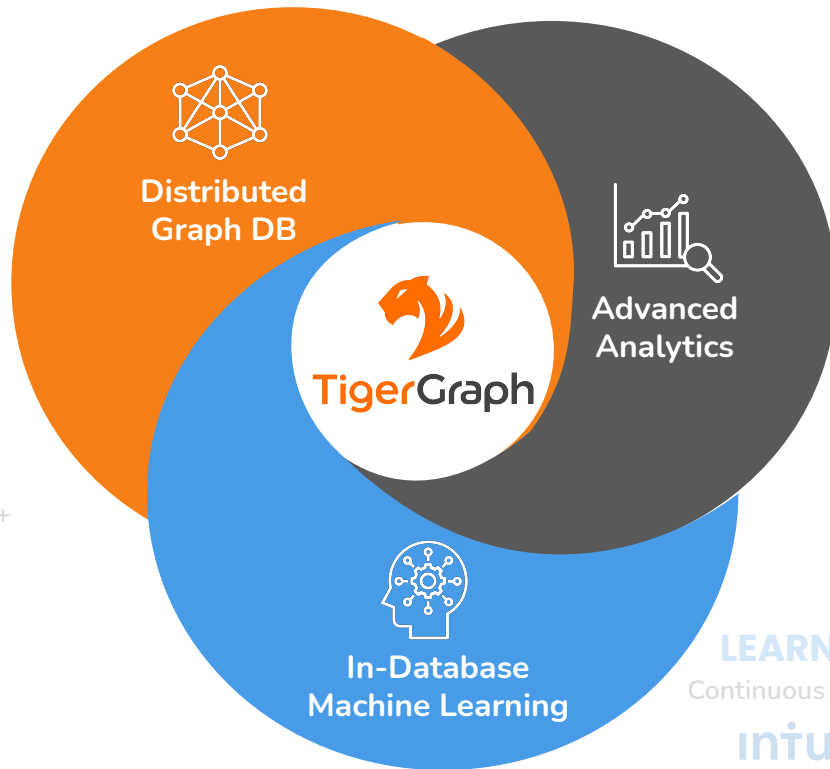 Distributed
Graph DB
Advanced
Analytics
TigerGraph
+
In-Database
Machine Learning
LEARN
Continuous